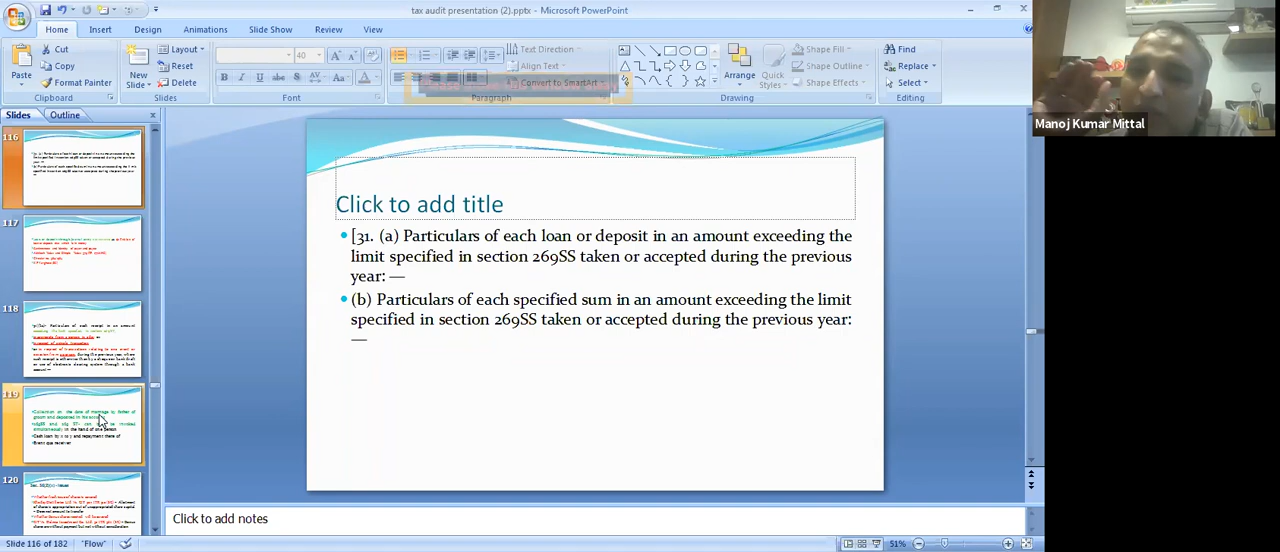 tax audit presentation (2).pptx - Microsoft PowerPoint
Home Insert Design Slide Show Animations Review View
Cut
Copy
Format Painter
Paste
Clipboard
New Slide
Layout
Reset
Delete
Slides
40
Font
Text Direction
Align Text
Convert to SmartArt
Paragraph
Arrange
Quick Styles
Shape Fill
Shape Outline
Shape Effects
Drawing
Find
Replace
Select
Editing
Manoj Kumar Mittal
Slides Outline
116
117
118
119
120
Click to add title
[31. (a) Particulars of each loan or deposit in an amount exceeding the
limit specified in section 269SS taken or accepted during the previous
year: —
(b) Particulars of each specified sum in an amount exceeding the limit
specified in section 269SS taken or accepted during the previous year:
—
Click to add notes
Slide 116 of 182 "Flow" 51%